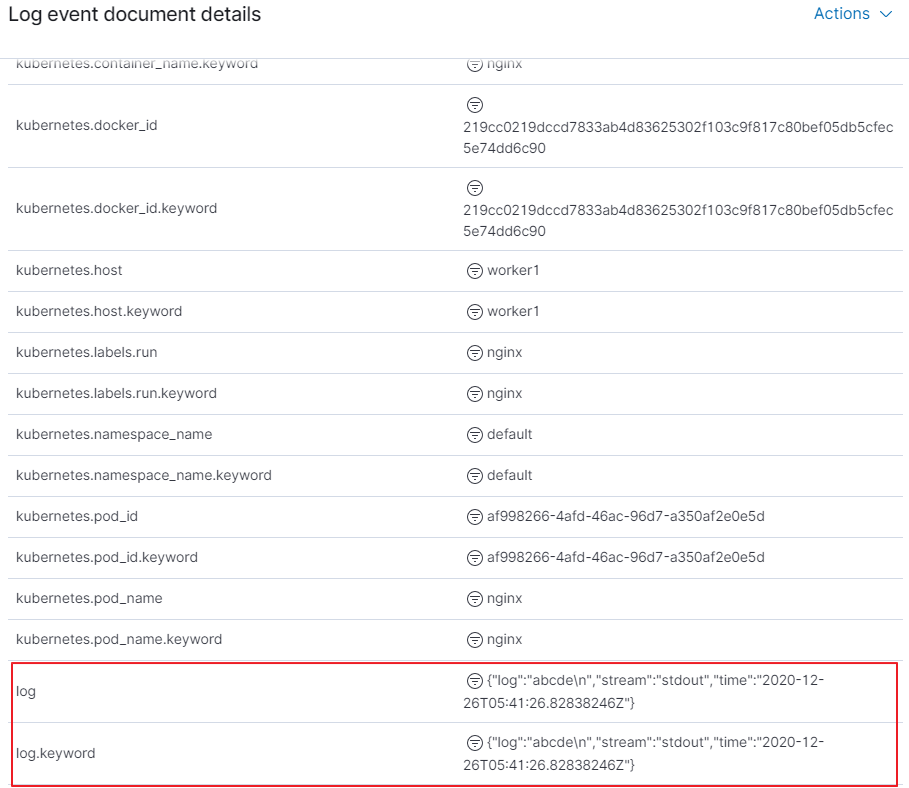 Log event document details
Actions
kubernetes.container_name.keyword
nginx
kubernetes.docker_id
219cc0219dccd7833ab4d83625302f103c9f817c80bef05db5cfec
5e74dd6c90
kubernetes.docker_id.keyword
219cc0219dccd7833ab4d83625302f103c9f817c80bef05db5cfec
5e74dd6c90
kubernetes.host
worker1
kubernetes.host.keyword
worker1
kubernetes.labels.run
nginx
kubernetes.labels.run.keyword
nginx
kubernetes.namespace_name
default
kubernetes.namespace_name.keyword
default
kubernetes.pod_id
af998266-4afd-46ac-96d7-a350af2e0e5d
kubernetes.pod_id.keyword
af998266-4afd-46ac-96d7-a350af2e0e5d
kubernetes.pod_name
nginx
kubernetes.pod_name.keyword
nginx
log
{"log":"abcde\n","stream":"stdout","time":"2020-12-
26T05:41:26.82838246Z"}
log.keyword
{"log":"abcde\n","stream":"stdout","time":"2020-12-
26T05:41:26.82838246Z"}